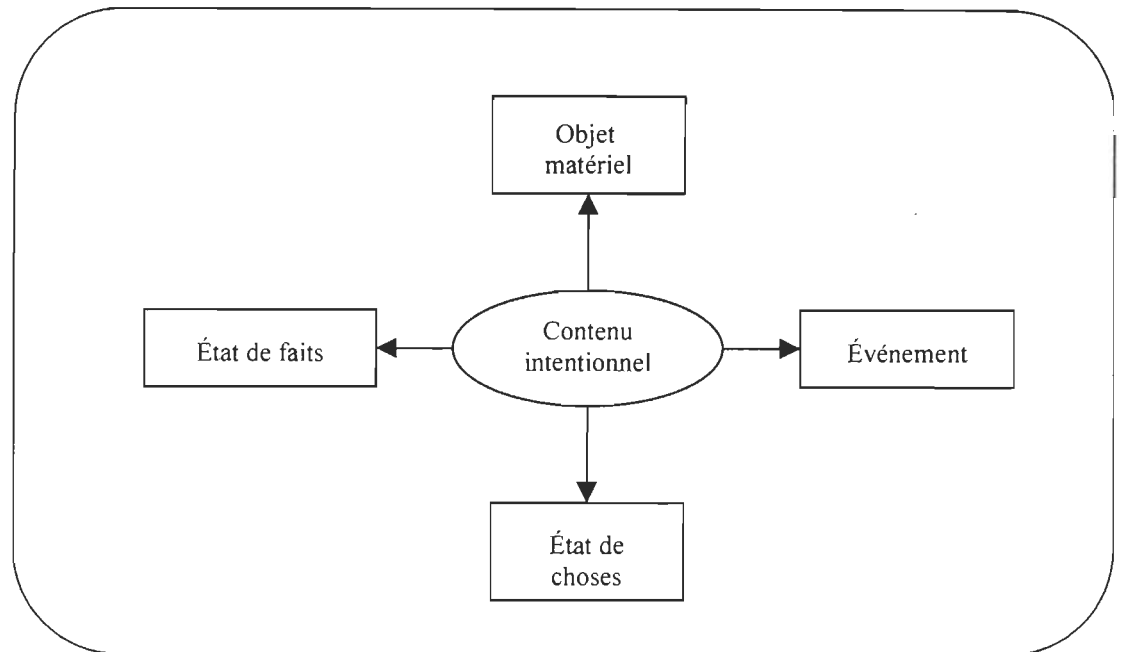 Objet
matériel
État de faits
Contenu
intentionnel
Événement
État de
choses